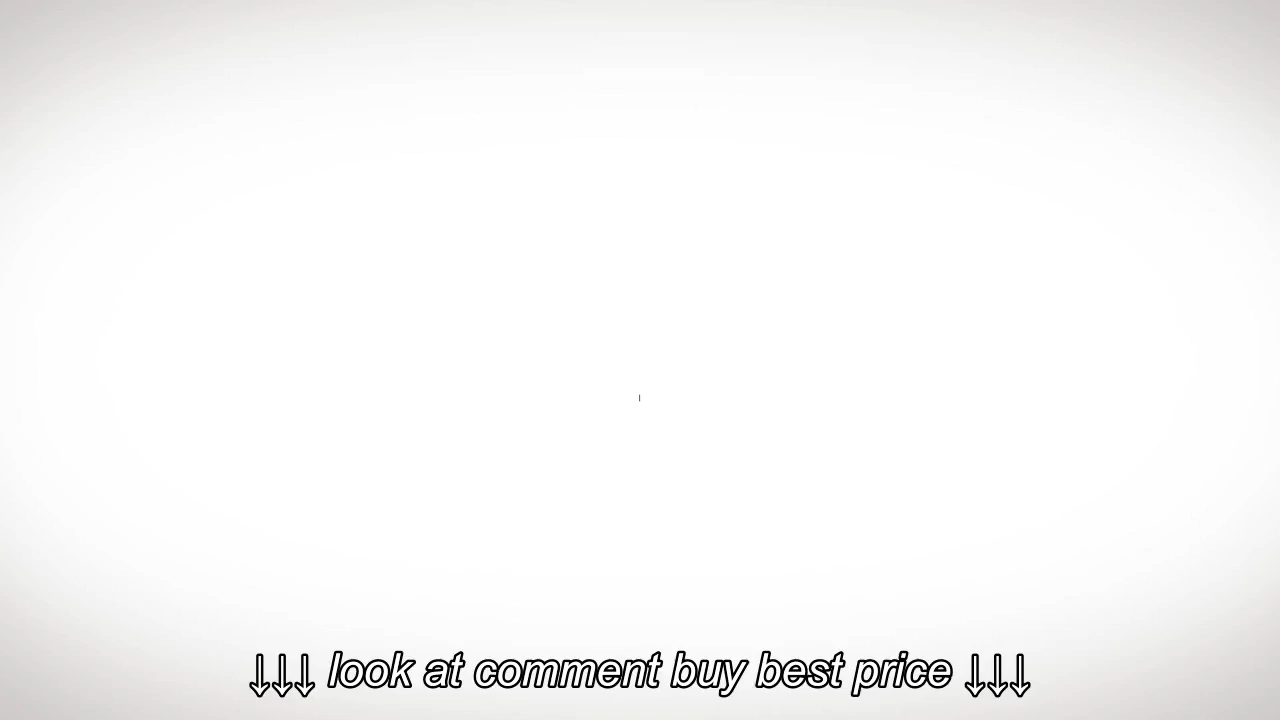 ↓↓↓ look at comment buy best price ↓↓↓